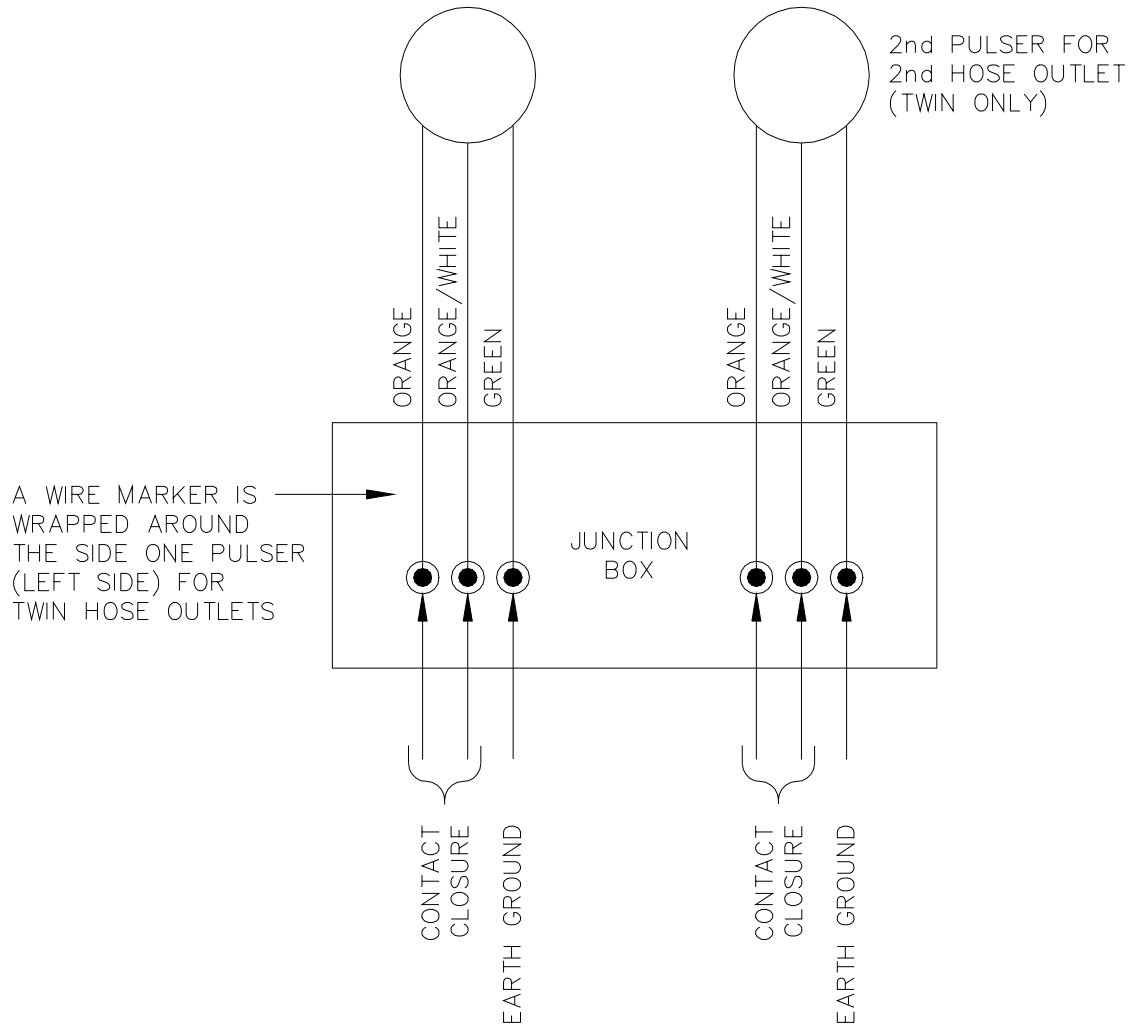 2nd PULSER FOR
2nd HOSE OUTLET
(TWIN ONLY)
ORANGE
ORANGE/WHITE
GREEN
ORANGE
ORANGE/WHITE
GREEN
A WIRE MARKER IS
WRAPPED AROUND
THE SIDE ONE PULSER
(LEFT SIDE) FOR
TWIN HOSE OUTLETS
JUNCTION
BOX
CONTACT
CLOSURE
EARTH GROUND
CONTACT
CLOSURE
EARTH GROUND